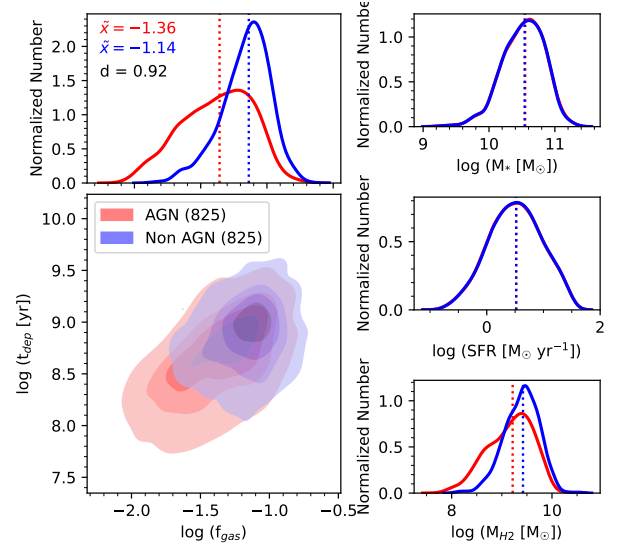 x̃ = −1.36
x̃ = −1.14
d = 0.92
Normalized Number
2.5
2.0
1.5
1.0
0.5
0.0
AGN (825)
Non AGN (825)
log (t_dep [yr])
10.0
9.5
9.0
8.5
8.0
7.5
−2.0 −1.5 −1.0 −0.5
log (f_gas)
Normalized Number
1.0
0.5
0.0
9 10 11
log (M_* [M_⊙])
Normalized Number
0.5
0.0
0 2
log (SFR [M_⊙ yr⁻¹])
Normalized Number
1.0
0.5
0.0
8 10
log (M_H2 [M_⊙])